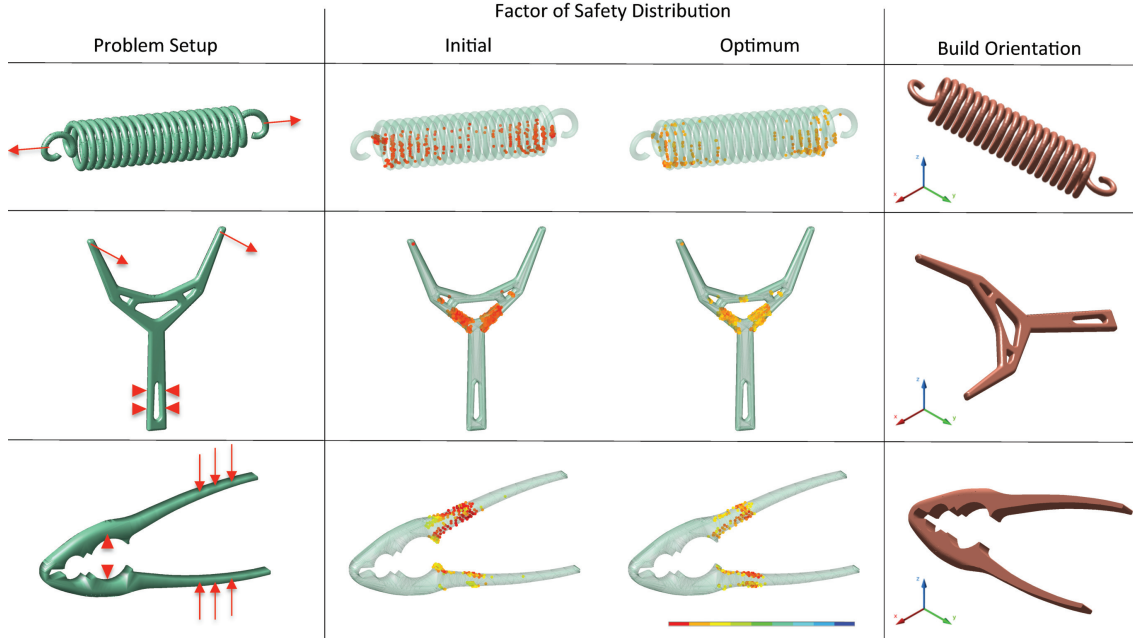 Factor of Safety Distribution
Problem Setup
Initial
Optimum
Build Orientation
z
x
y
z
x
y
z
x
y